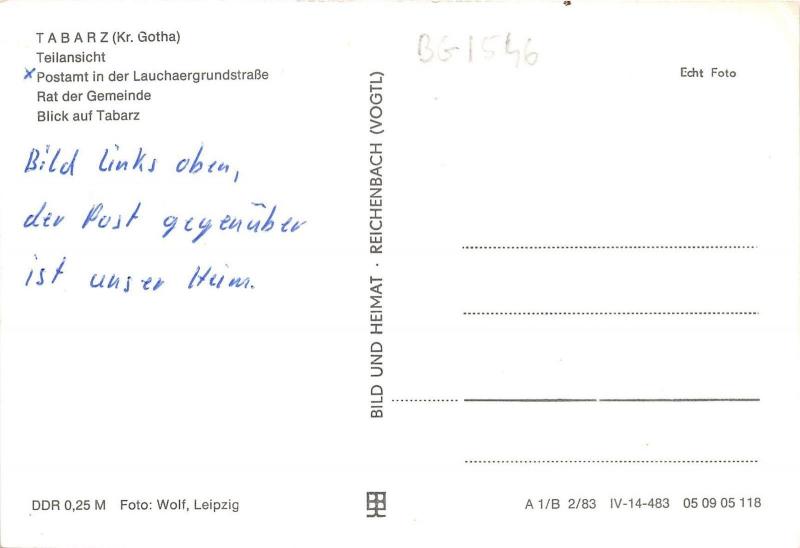 TABARZ (Kr. Gotha)
Teilansicht
xPostamt in der Lauchaergrundstraße
Rat der Gemeinde
Blick auf Tabarz
Bild links oben,
der Post gegenüber
ist unser Heim.
DDR 0,25 M Foto: Wolf, Leipzig
BILD UND HEIMAT · REICHENBACH (VOGTL)
BG1546
Echt Foto
A 1/B 2/83 IV-14-483 05 09 05 118